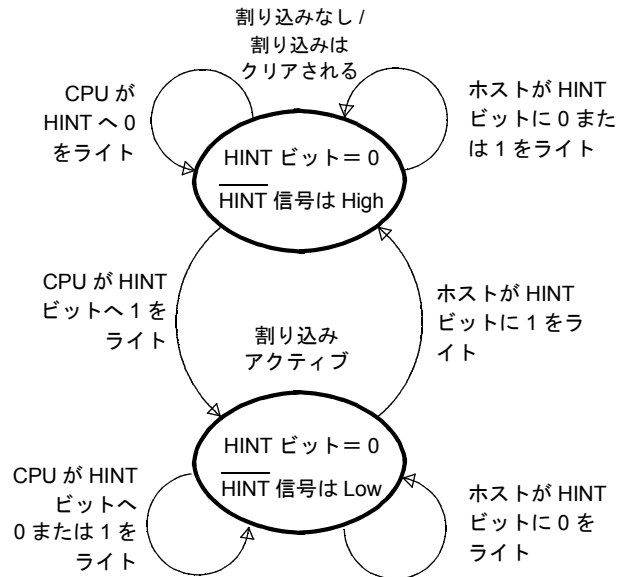 割り込みなし /
割り込みは
クリアされる
CPU が
HINT へ 0
をライト
ホストが HINT
ビットに 0 また
は 1 をライト
HINT ビット＝ 0
HINT 信号は High
CPU が HINT
ビットへ 1 を
ライト
ホストが HINT
ビットに 1 をラ
イト
割り込み
アクティブ
HINT ビット＝ 0
HINT 信号は Low
CPU が HINT
ビットへ
0 または 1 を
ライト
ホストが HINT
ビットに 0 を
ライト